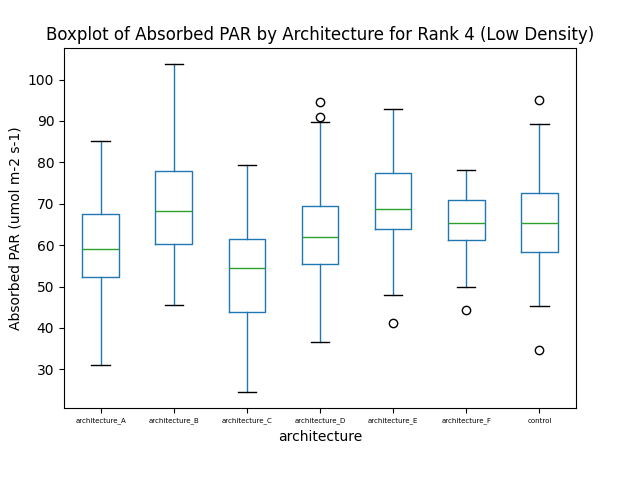 Boxplot of Absorbed PAR by Architecture for Rank 4 (Low Density)
Absorbed PAR (umol m-2 s-1)
100
90
80
70
60
50
40
30
architecture_A architecture_B architecture_C architecture_D architecture_E architecture_F control
architecture